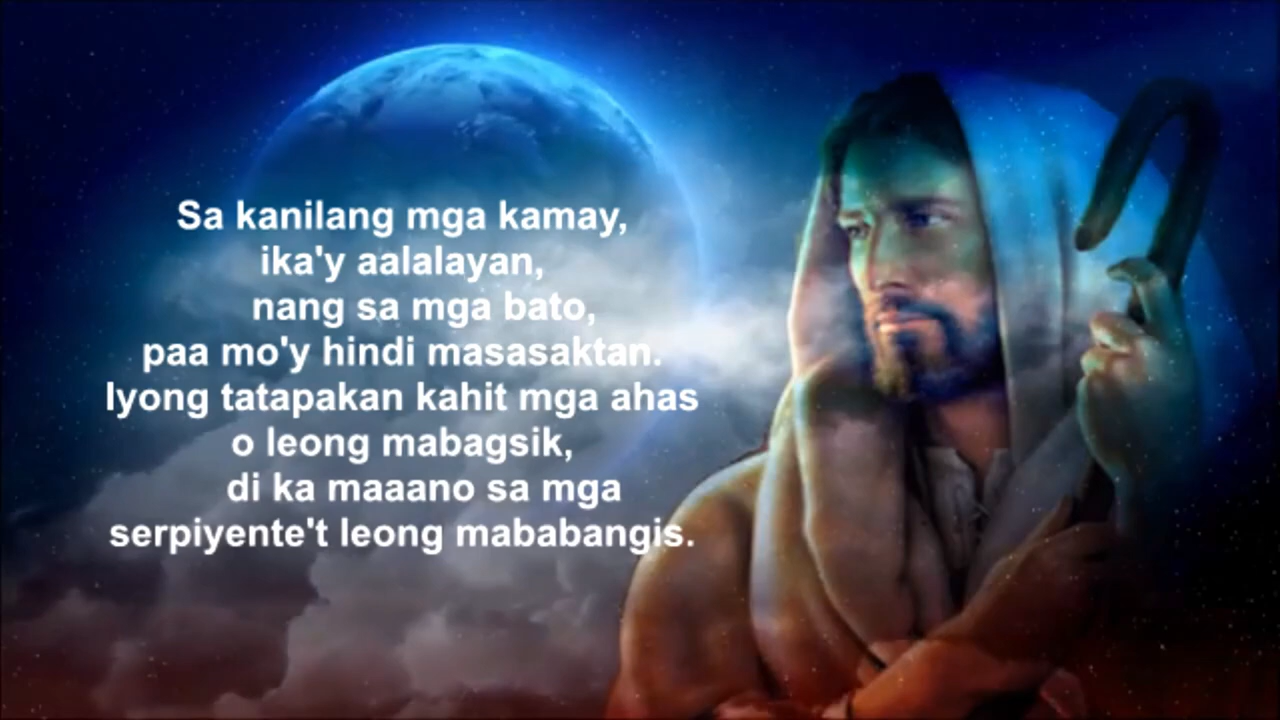 Sa kanilang mga kamay,
ika'y aalalayan,
nang sa mga bato,
paa mo'y hindi masasaktan.
Iyong tatapakan kahit mga ahas
o leong mabagsik,
di ka maaano sa mga
serpiyente't leong mababangis.